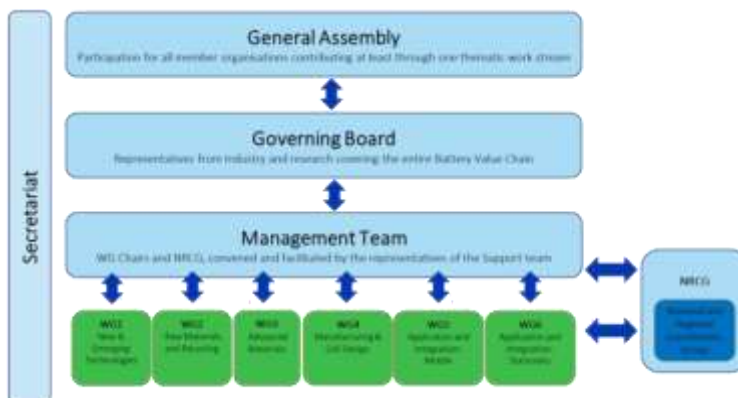 General Assembly
Participation for all member organisations contributing at least through one thematic work stream
Governing Board
Representatives from industry and research covering the entire Battery Value Chain
Secretariat
Management Team
WG Chairs and NRCG, convened and facilitated by the representatives of the Support team
NRCG
WG1
New &
Emerging
Technologies
WG2
Raw Materials
and Recycling
WG3
Advanced
Materials
WG4
Manufacturing &
Cell Design
WG5
Application and
Integration
Mobile
WG6
Application and
Integration
Stationary